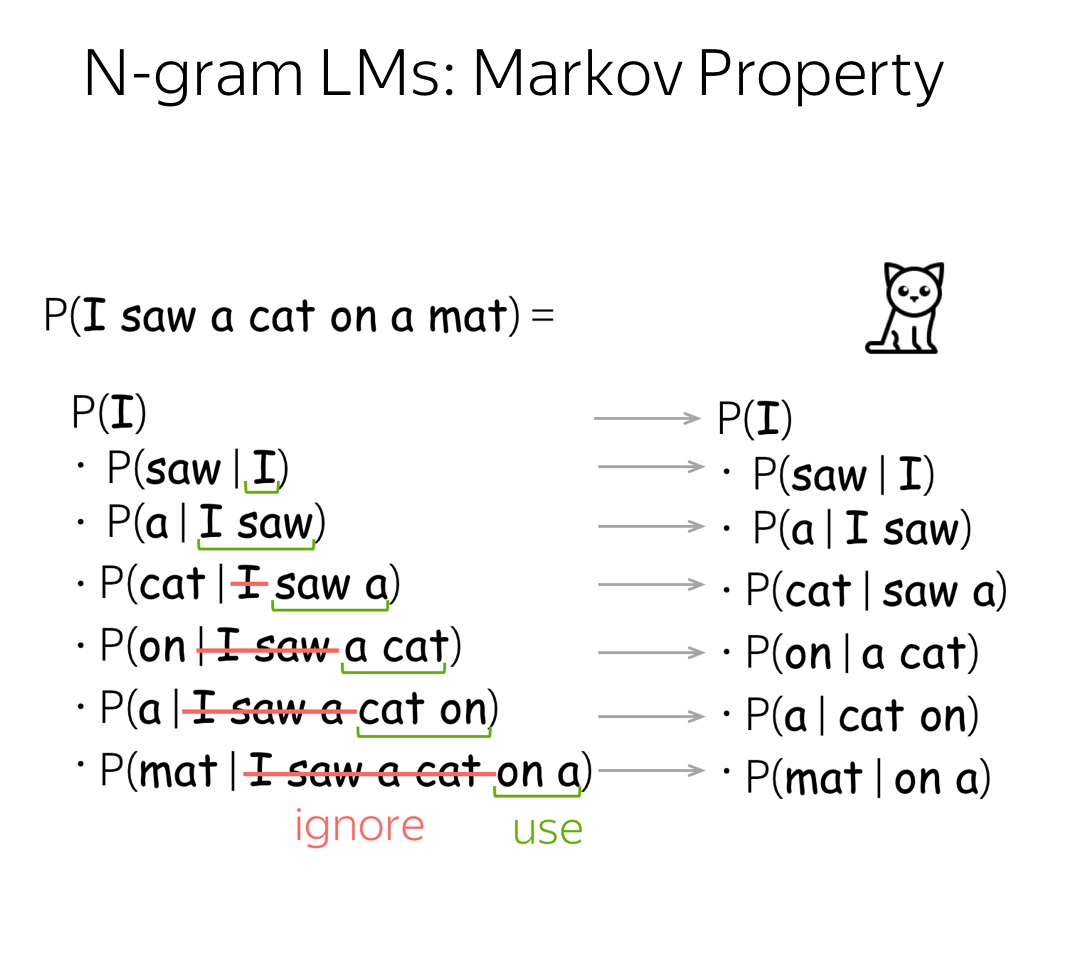 N-gram LMs: Markov Property
P(I saw a cat on a mat) =
P(I) → P(I)
· P(saw | I) → · P(saw | I)
· P(a | I saw) → · P(a | I saw)
· P(cat | I saw a) → · P(cat | saw a)
· P(on | I saw a cat) → · P(on | a cat)
· P(a | I saw a cat on) → · P(a | cat on)
· P(mat | I saw a cat on a) → · P(mat | on a)
ignore use